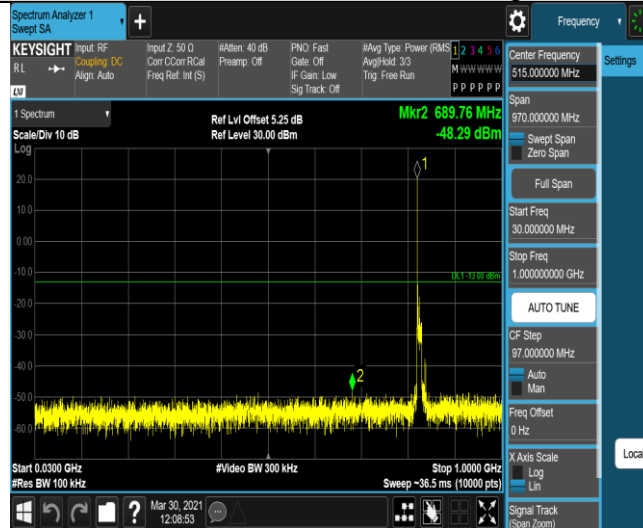 Spectrum Analyzer 1
Swept SA
Frequency
KEYSIGHT
RL
LXI
Input: RF
Coupling: DC
Align: Auto
Input Z: 50 Ω
Corr CCorr RCal
Freq Ref: Int (S)
#Atten: 40 dB
Preamp: Off
PNO: Fast
Gate: Off
IF Gain: Low
Sig Track: Off
#Avg Type: Power (RMS
Avg|Hold: 3/3
Trig: Free Run
1 2 3 4 5 6
M W W W W W
P P P P P P
1 Spectrum
Scale/Div 10 dB
Log
Ref Lvl Offset 5.25 dB
Ref Level 30.00 dBm
Mkr2 689.76 MHz
-48.29 dBm
20.0
10.0
0.00
-10.0
-20.0
-30.0
-40.0
-50.0
-60.0
1
DL1 -13.00 dBm
2
Start 0.0300 GHz
#Res BW 100 kHz
#Video BW 300 kHz
Stop 1.0000 GHz
Sweep ~36.5 ms (10000 pts)
?
Mar 30, 2021
12:08:53
Center Frequency
515.000000 MHz
Span
970.000000 MHz
Swept Span
Zero Span
Full Span
Start Freq
30.000000 MHz
Stop Freq
1.000000000 GHz
AUTO TUNE
CF Step
97.000000 MHz
Auto
Man
Freq Offset
0 Hz
X Axis Scale
Log
Lin
Signal Track
(Span Zoom)
Settings
Loca